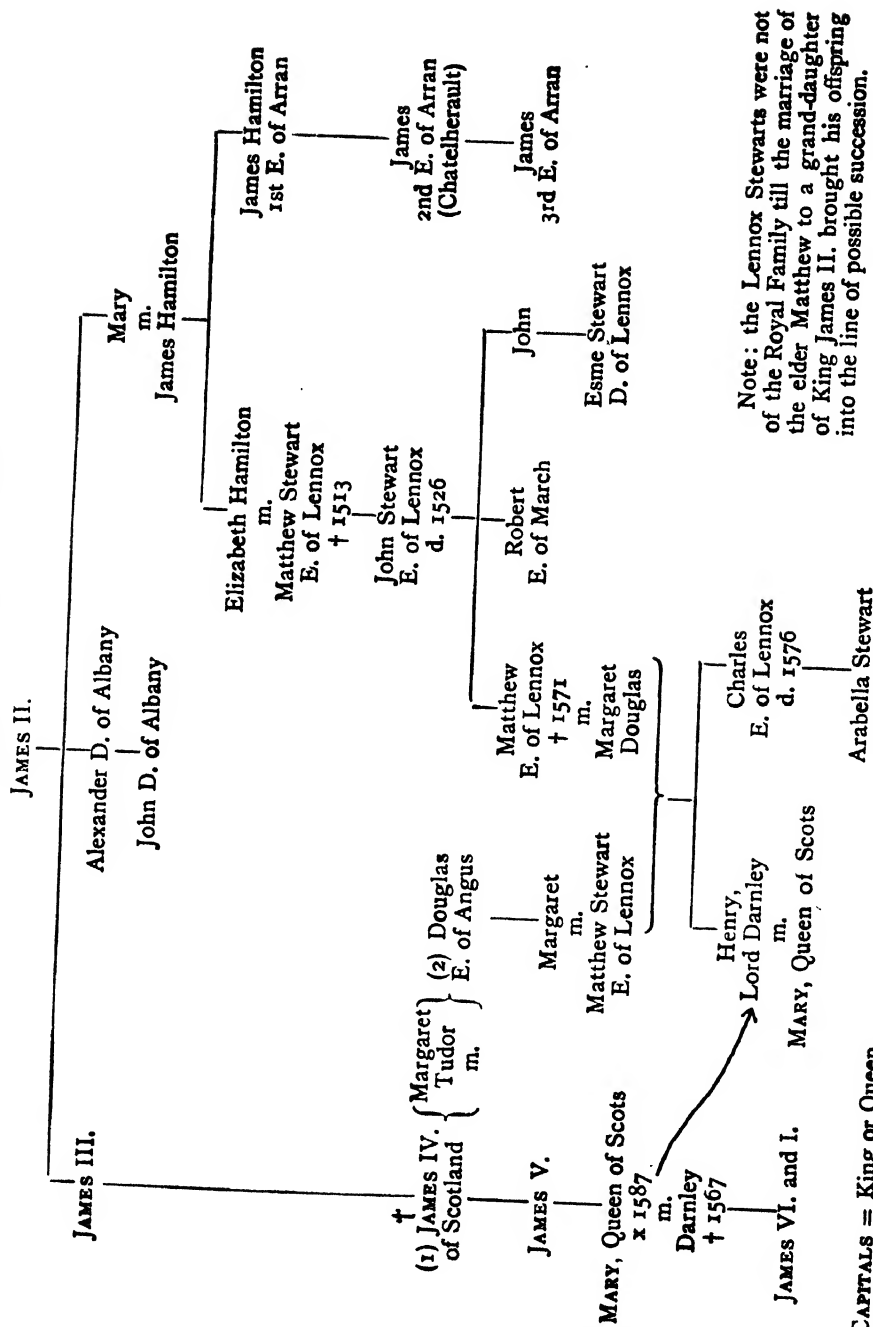 JAMES II.
JAMES III.
Alexander D. of Albany
John D. of Albany
Mary
m.
James Hamilton
Elizabeth Hamilton
m.
Matthew Stewart
E. of Lennox
† 1513
James Hamilton
1st E. of Arran
John Stewart
E. of Lennox
d. 1526
James
2nd E. of Arran
(Chatelherault)
James
3rd E. of Arran
†
(1) JAMES IV.
of Scotland
Margaret
Tudor
m.
(2) Douglas
E. of Angus
Matthew
E. of Lennox
† 1571
m.
Margaret
Douglas
Robert
E. of March
John
JAMES V.
Margaret
m.
Matthew Stewart
E. of Lennox
Esme Stewart
D. of Lennox
MARY, Queen of Scots
x 1587
m.
Darnley
† 1567
Henry,
Lord Darnley
m.
MARY, Queen of Scots
Charles
E. of Lennox
d. 1576
JAMES VI. and I.
Arabella Stewart
Note: the Lennox Stewarts were not
of the Royal Family till the marriage of
the elder Matthew to a grand-daughter
of King James II. brought his offspring
into the line of possible succession.
CAPITALS = King or Queen